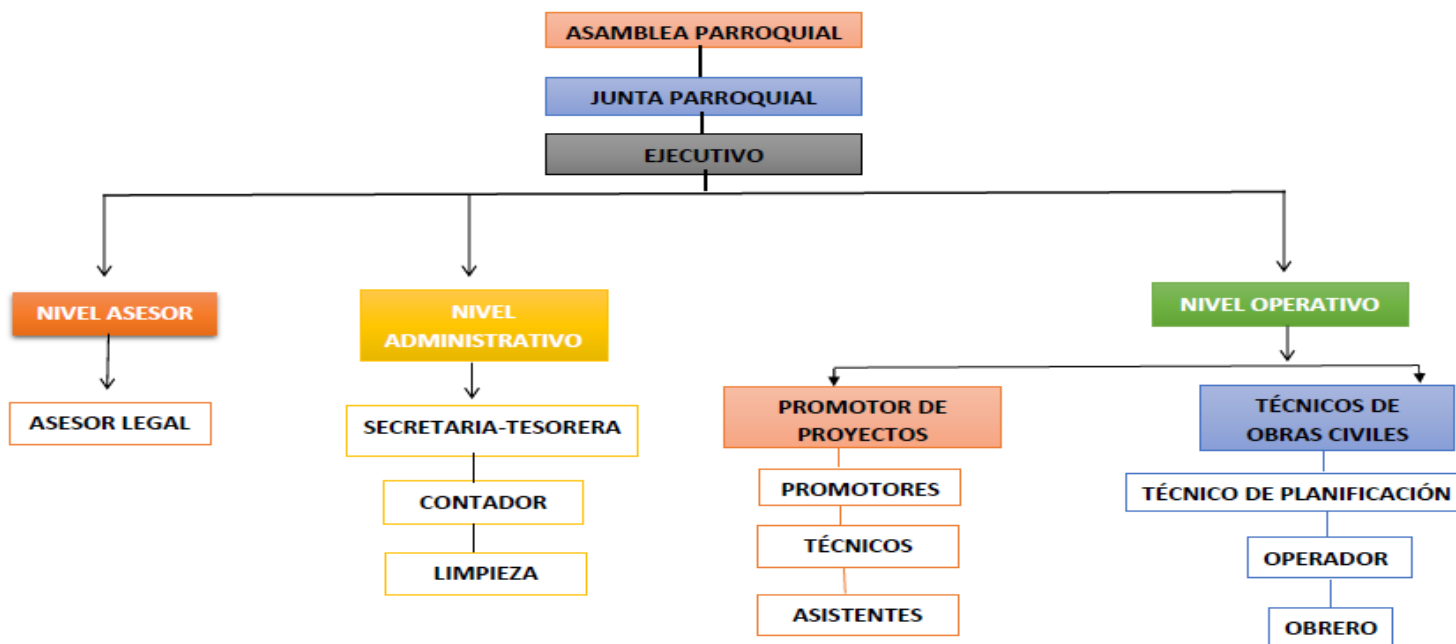 ASAMBLEA PARROQUIAL
JUNTA PARROQUIAL
EJECUTIVO
NIVEL ASESOR
ASESOR LEGAL
NIVEL
ADMINISTRATIVO
SECRETARIA-TESORERA
CONTADOR
LIMPIEZA
NIVEL OPERATIVO
PROMOTOR DE
PROYECTOS
PROMOTORES
TÉCNICOS
ASISTENTES
TÉCNICOS DE
OBRAS CIVILES
TÉCNICO DE PLANIFICACIÓN
OPERADOR
OBRERO